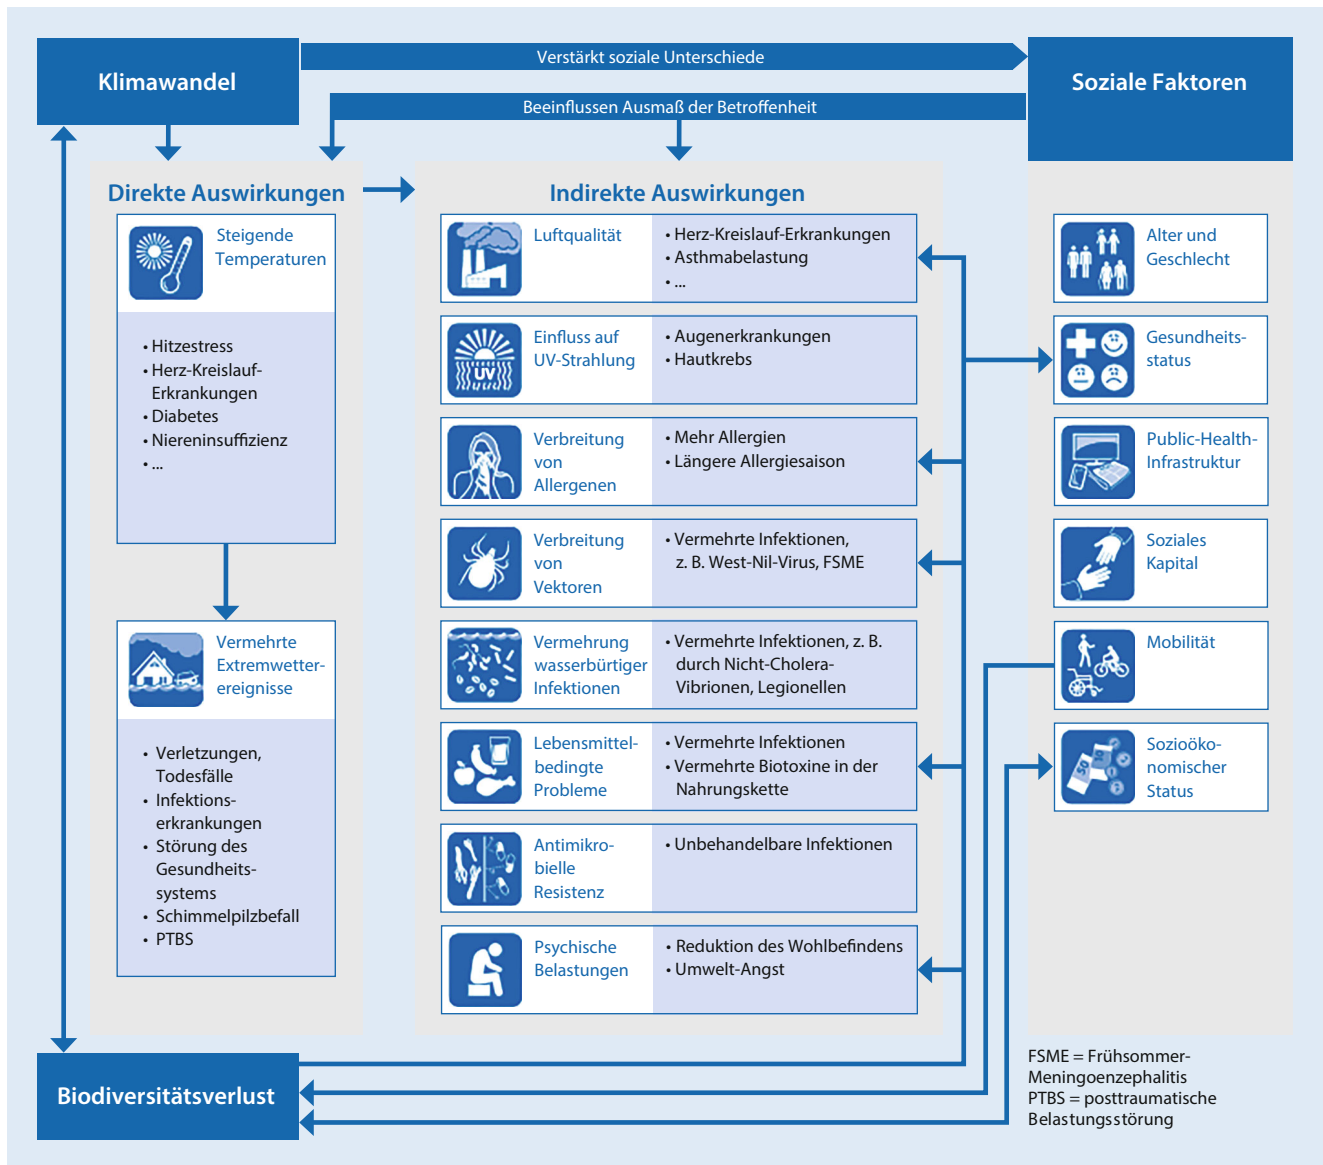 Klimawandel
Verstärkt soziale Unterschiede
Beeinflussen Ausmaß der Betroffenheit
Soziale Faktoren
Direkte Auswirkungen
Steigende
Temperaturen
• Hitzestress
• Herz-Kreislauf-
Erkrankungen
• Diabetes
• Niereninsuffizienz
• ...
Vermehrte
Extremwetter-
ereignisse
• Verletzungen,
Todesfälle
• Infektions-
erkrankungen
• Störung des
Gesundheits-
systems
• Schimmelpilzbefall
• PTBS
Indirekte Auswirkungen
Luftqualität
• Herz-Kreislauf-Erkrankungen
• Asthmabelastung
• ...
Einfluss auf
UV-Strahlung
UV
• Augenerkrankungen
• Hautkrebs
Verbreitung
von
Allergenen
• Mehr Allergien
• Längere Allergiesaison
Verbreitung
von
Vektoren
• Vermehrte Infektionen,
z. B. West-Nil-Virus, FSME
Vermehrung
wasserbürtiger
Infektionen
• Vermehrte Infektionen, z. B.
durch Nicht-Cholera-
Vibrionen, Legionellen
Lebensmittel-
bedingte
Probleme
• Vermehrte Infektionen
• Vermehrte Biotoxine in der
Nahrungskette
Antimikro-
bielle
Resistenz
• Unbehandelbare Infektionen
Psychische
Belastungen
• Reduktion des Wohlbefindens
• Umwelt-Angst
Alter und
Geschlecht
Gesundheits-
status
Public-Health-
Infrastruktur
Soziales
Kapital
Mobilität
Sozioöko-
nomischer
Status
50
10
Biodiversitätsverlust
FSME = Frühsommer-
Meningoenzephalitis
PTBS = posttraumatische
Belastungsstörung